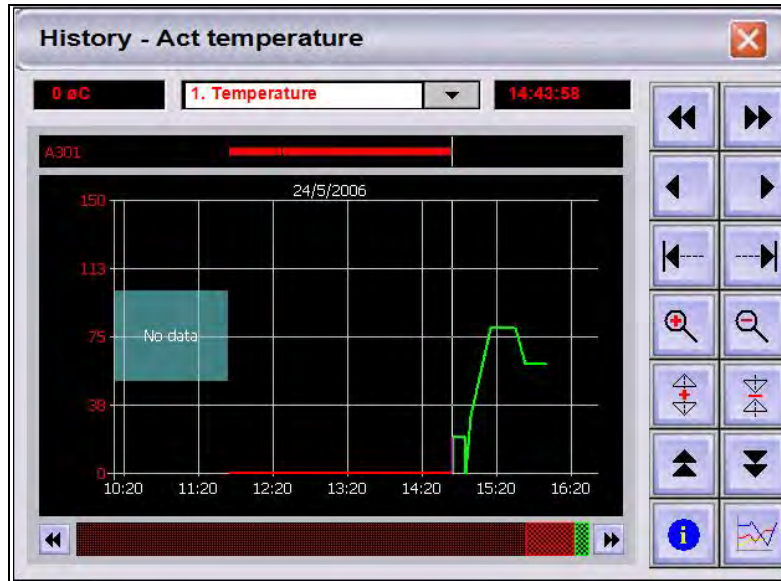 History - Act temperature
0 øC
1. Temperature
14:43:58
A301
24/5/2006
150
113
75
No data
38
0
10:20 11:20 12:20 13:20 14:20 15:20 16:20